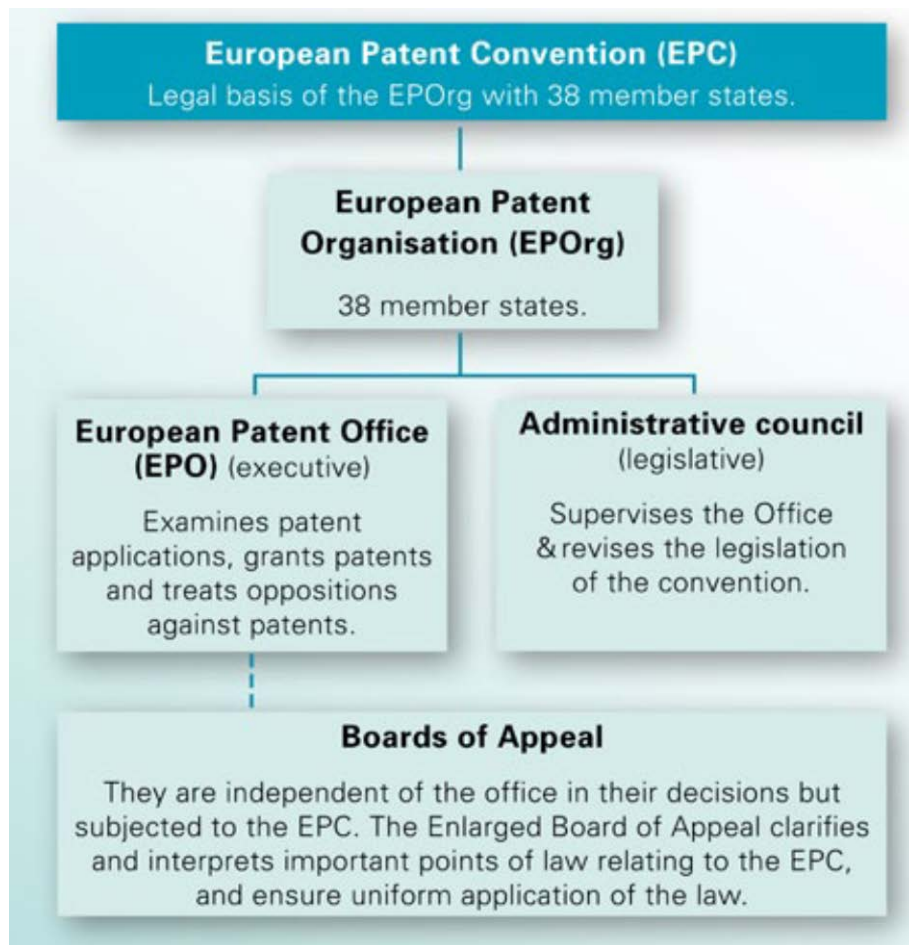 European Patent Convention (EPC)
Legal basis of the EPOrg with 38 member states.
European Patent
Organisation (EPOrg)
38 member states.
European Patent Office
(EPO) (executive)
Examines patent
applications, grants patents
and treats oppositions
against patents.
Administrative council
(legislative)
Supervises the Office
& revises the legislation
of the convention.
Boards of Appeal
They are independent of the office in their decisions but
subjected to the EPC. The Enlarged Board of Appeal clarifies
and interprets important points of law relating to the EPC,
and ensure uniform application of the law.